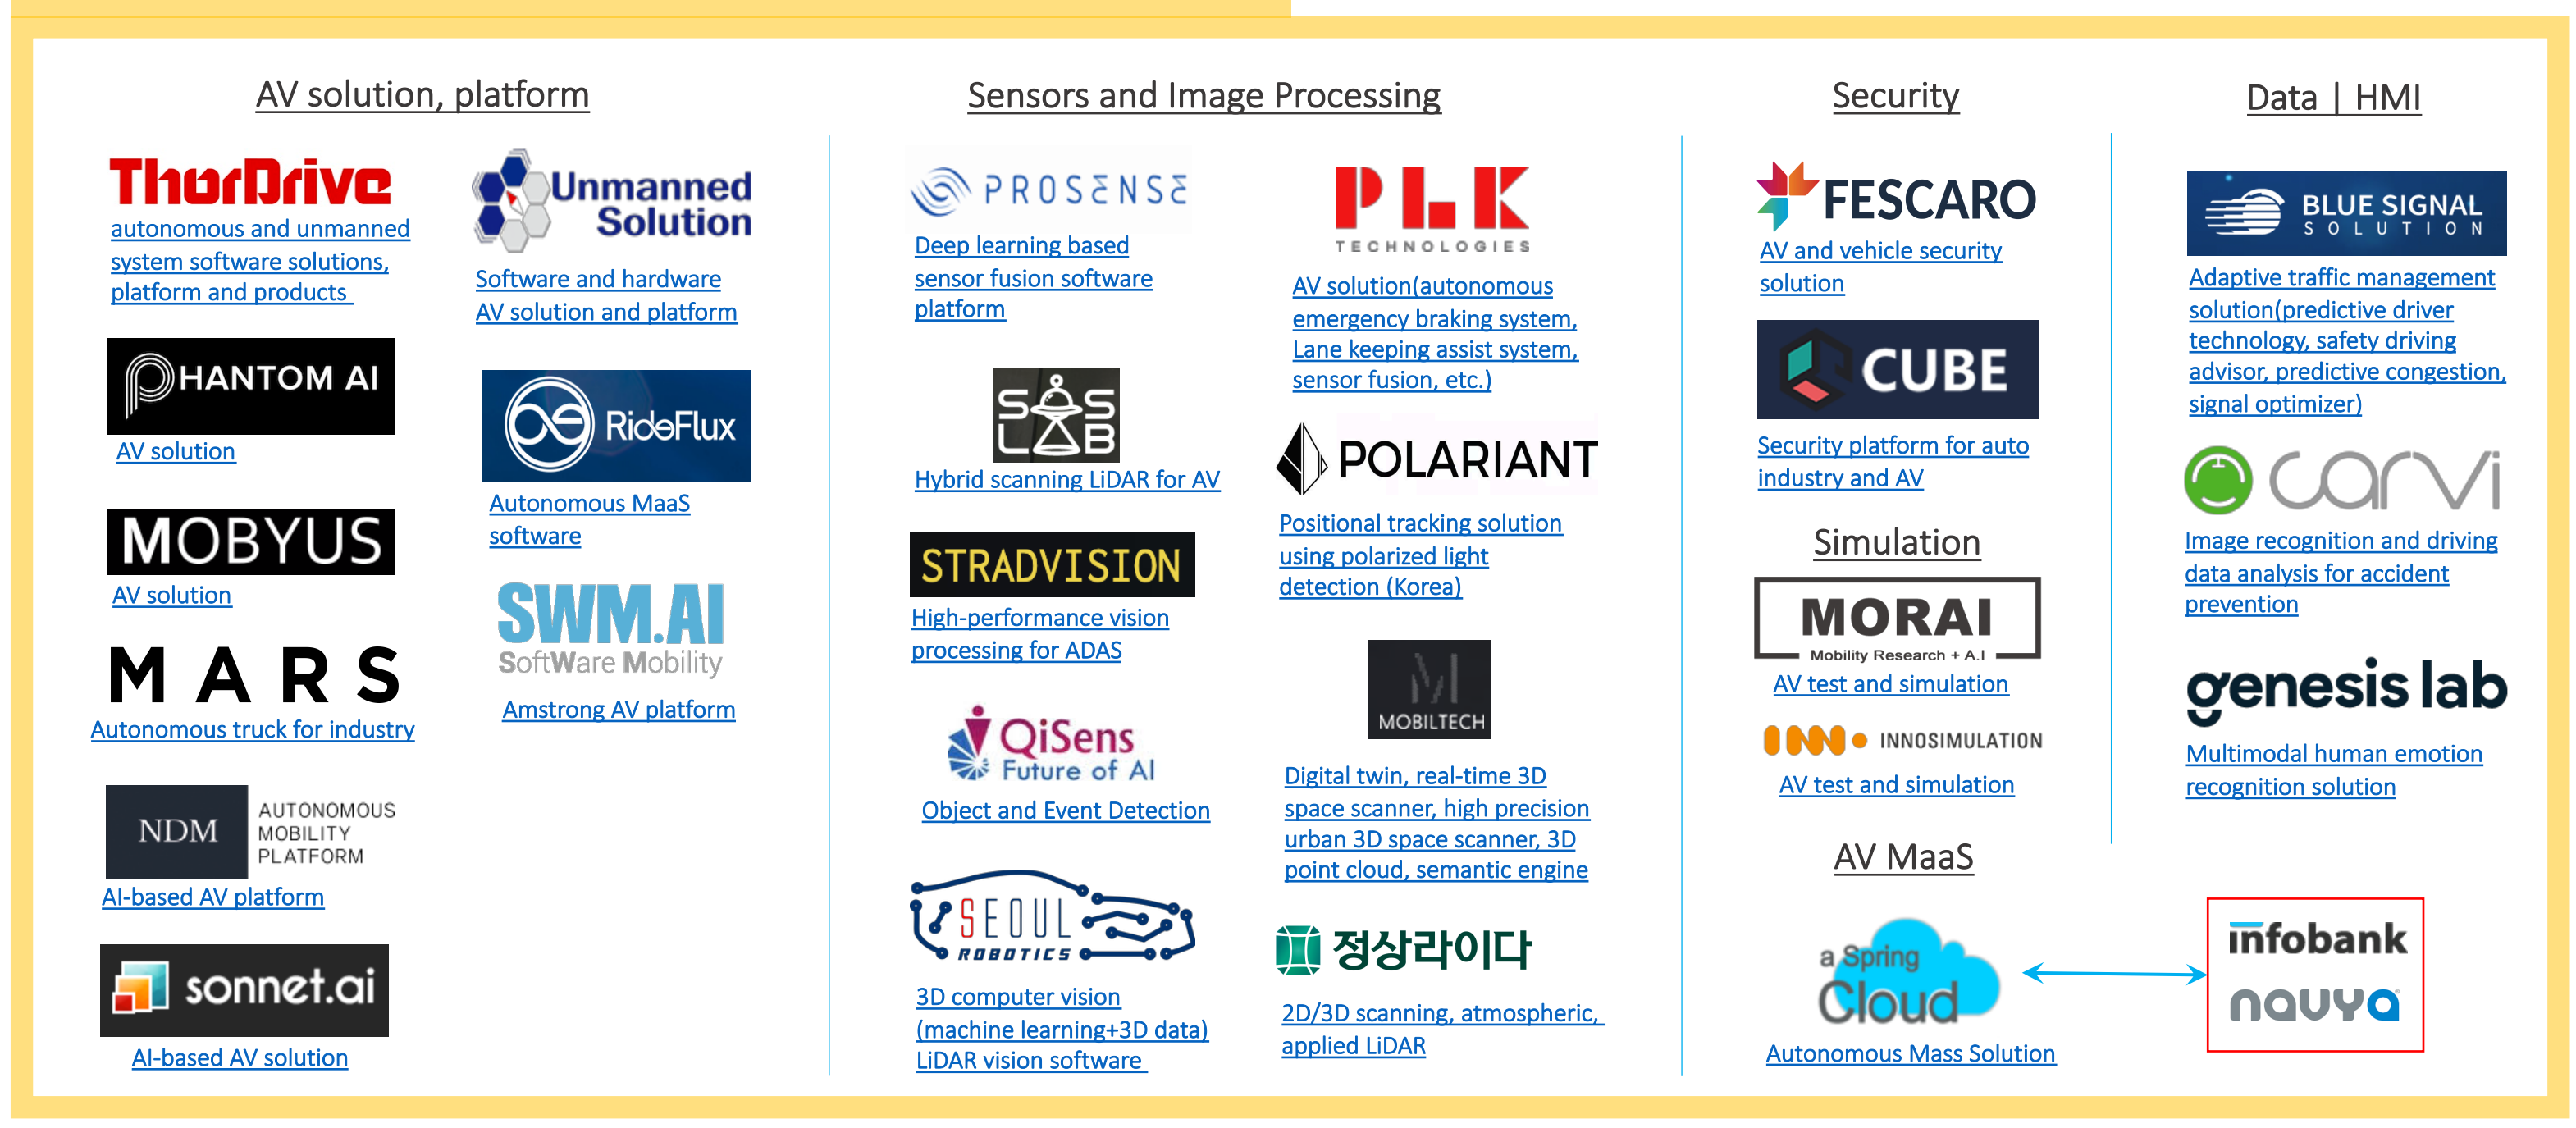 AV solution, platform
ThorDrive
autonomous and unmanned
system software solutions,
platform and products
PHANTOM AI
AV solution
MOBYUS
AV solution
MARS
Autonomous truck for industry
NDM
AUTONOMOUS
MOBILITY
PLATFORM
AI-based AV platform
sonnet.ai
AI-based AV solution
Unmanned
Solution
Software and hardware
AV solution and platform
RideFlux
Autonomous MaaS
software
SWM.AI
SoftWare Mobility
Amstrong AV platform
Sensors and Image Processing
PROSENSE
Deep learning based
sensor fusion software
platform
SOS
LAB
Hybrid scanning LiDAR for AV
STRADVISION
High-performance vision
processing for ADAS
QiSens
Future of AI
Object and Event Detection
SEOUL
ROBOTICS
3D computer vision
(machine learning+3D data)
LiDAR vision software
PLK
TECHNOLOGIES
AV solution(autonomous
emergency braking system,
Lane keeping assist system,
sensor fusion, etc.)
POLARIANT
Positional tracking solution
using polarized light
detection (Korea)
M
MOBILTECH
Digital twin, real-time 3D
space scanner, high precision
urban 3D space scanner, 3D
point cloud, semantic engine
정상라이다
2D/3D scanning, atmospheric,
applied LiDAR
Security
FESCARO
AV and vehicle security
solution
CUBE
Security platform for auto
industry and AV
Simulation
MORAI
Mobility Research + A.I
AV test and simulation
INNO INNOSIMULATION
AV test and simulation
AV MaaS
a Spring
Cloud
Autonomous Mass Solution
infobank
navya
Data | HMI
BLUE SIGNAL
SOLUTION
Adaptive traffic management
solution(predictive driver
technology, safety driving
advisor, predictive congestion,
signal optimizer)
carvi
Image recognition and driving
data analysis for accident
prevention
genesis lab
Multimodal human emotion
recognition solution